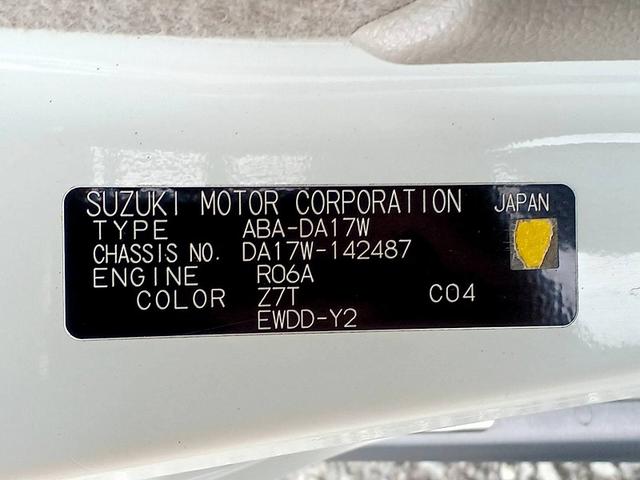 SUZUKI MOTOR CORPORATION JAPAN
TYPE ABA-DA17W
CHASSIS NO. DA17W-142487
ENGINE R06A
COLOR Z7T C04
EWDD-Y2